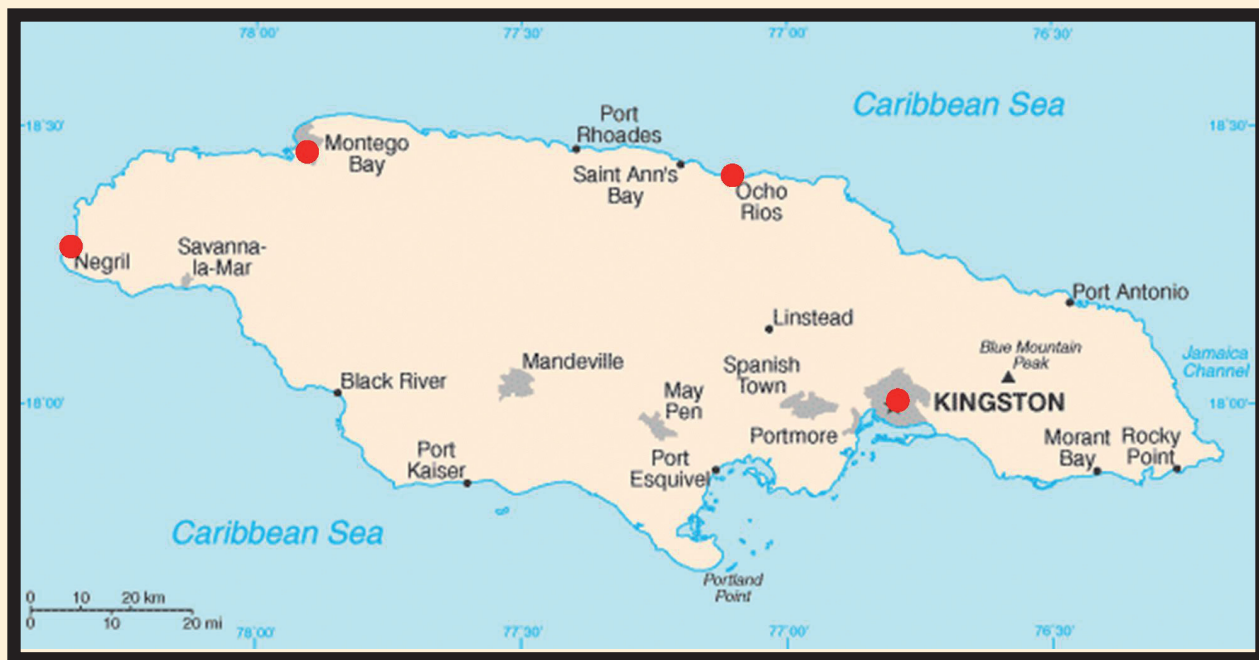 78˚00'
77˚30'
77˚00'
76˚30'
Caribbean Sea
18˚30'
18˚30'
Port
Rhoades
Montego
Bay
Saint Ann's
Bay
Ocho
Rios
Negril
Savanna-
la-Mar
Port Antonio
Linstead
Blue Mountain
Peak
Jamaica
Channel
Mandeville
Spanish
Town
Black River
May
Pen
18˚00'
KINGSTON
18˚00'
Portmore
Morant
Bay
Rocky
Point
Port
Kaiser
Port
Esquivel
Caribbean Sea
Portland
Point
0 10 20 km
0 10 20 mi
78˚00'
77˚30'
77˚00'
76˚30'